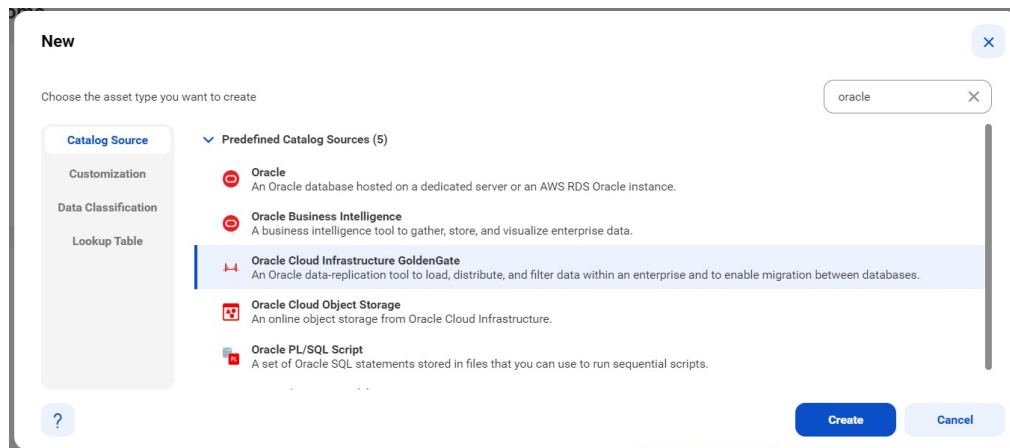 New
Choose the asset type you want to create
oracle
Catalog Source
Customization
Data Classification
Lookup Table
Predefined Catalog Sources (5)
Oracle
An Oracle database hosted on a dedicated server or an AWS RDS Oracle instance.
Oracle Business Intelligence
A business intelligence tool to gather, store, and visualize enterprise data.
Oracle Cloud Infrastructure GoldenGate
An Oracle data-replication tool to load, distribute, and filter data within an enterprise and to enable migration between databases.
Oracle Cloud Object Storage
An online object storage from Oracle Cloud Infrastructure.
PL
Oracle PL/SQL Script
A set of Oracle SQL statements stored in files that you can use to run sequential scripts.
?
Create
Cancel